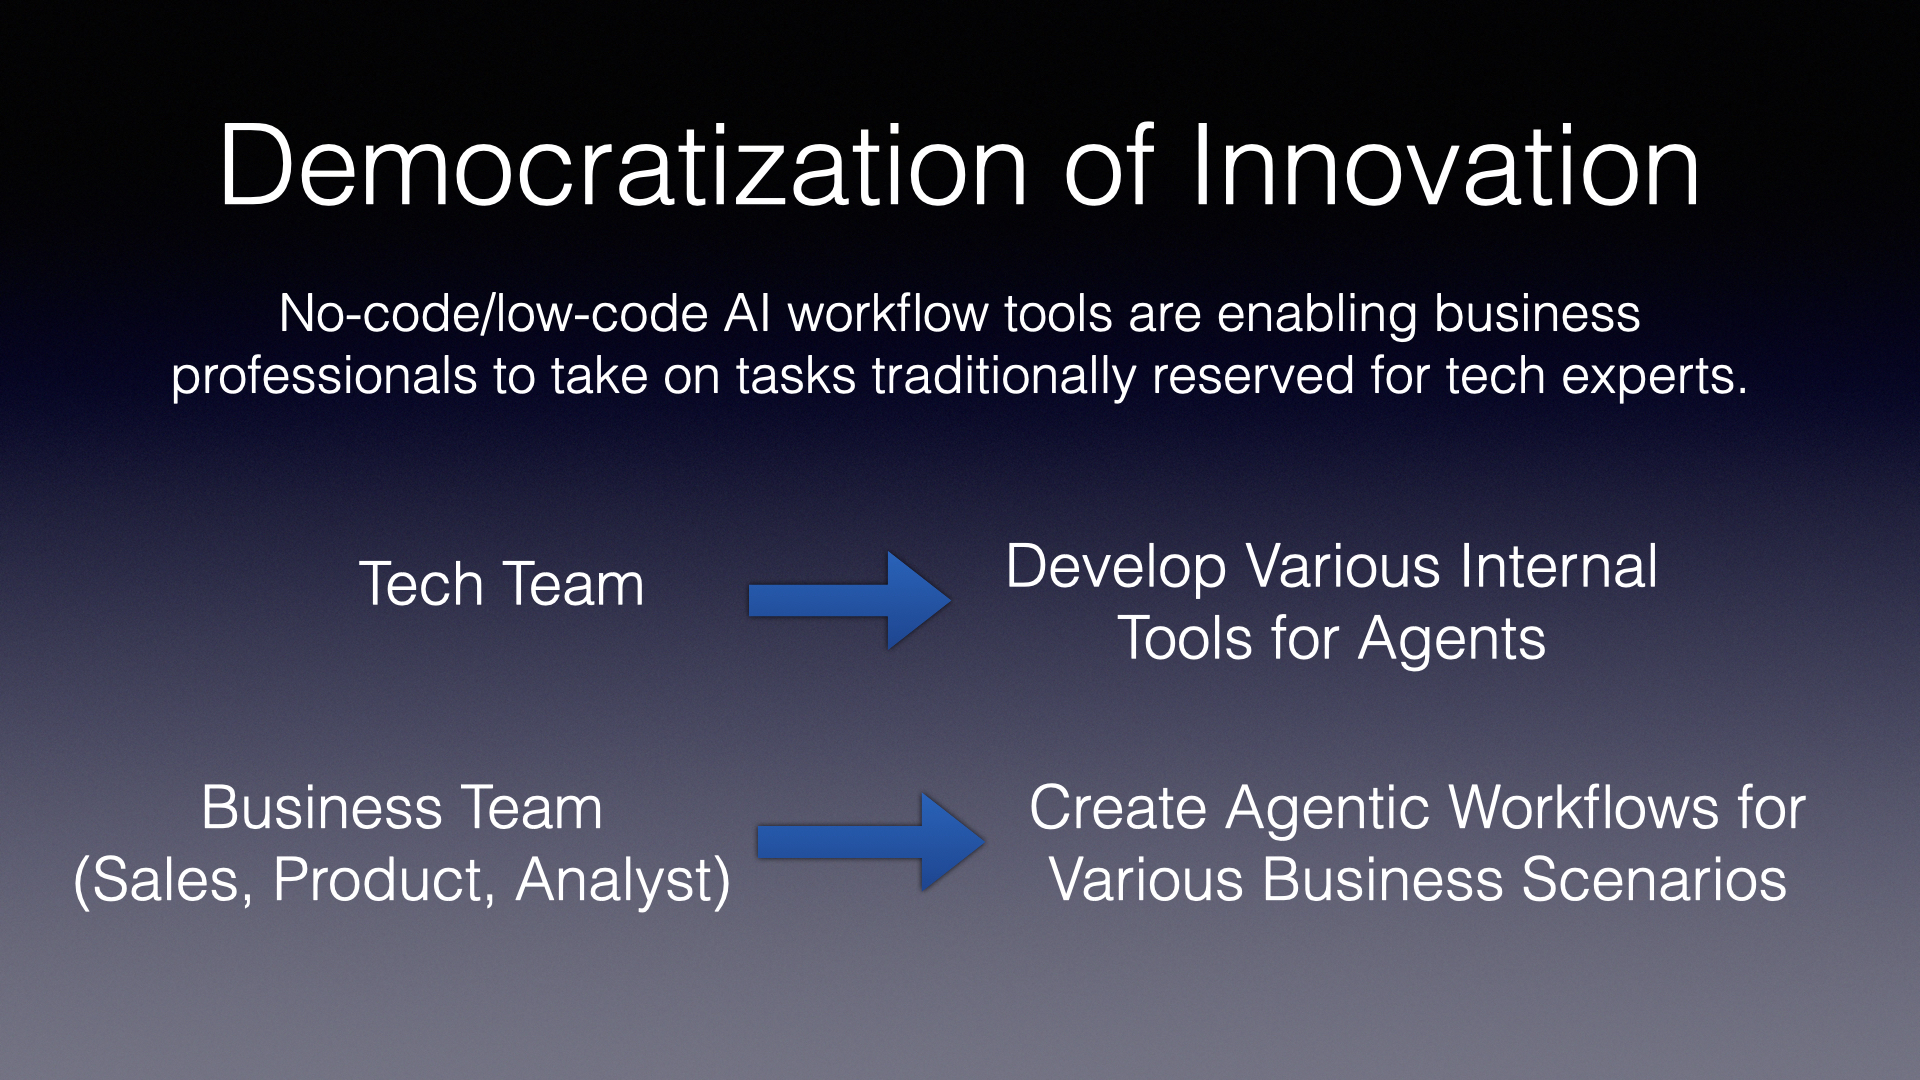 Democratization of Innovation
No-code/low-code AI workflow tools are enabling business
professionals to take on tasks traditionally reserved for tech experts.
Tech Team
Develop Various Internal
Tools for Agents
Business Team
(Sales, Product, Analyst)
Create Agentic Workflows for
Various Business Scenarios